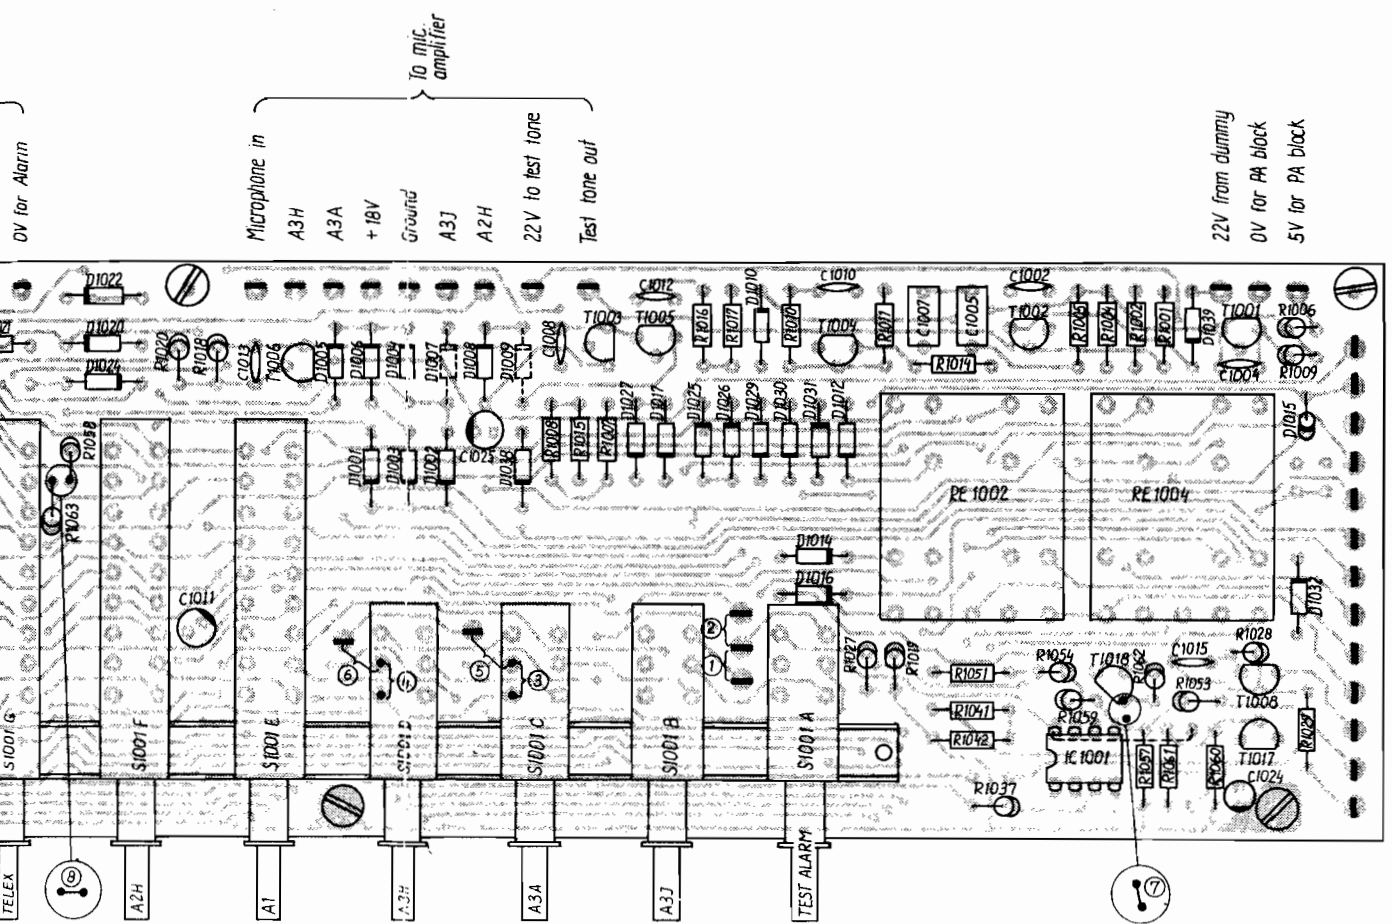 To mic.
amplifier
0V for Alarm
Microphone in
A3H
A3A
+18V
Ground
A3J
A2H
22V to test tone
Test tone out
22V from dummy
0V for PA block
5V for PA block
D1022
D1020
D1024
R1020
R1018
C1013
T1006
D1005
D1006
D1004
D1007
D1008
D1009
C1008
T1003
C1012
T1005
R1016
R1017
D1010
R1010
C1010
T1004
R1011
C1007
C1005
R1014
C1002
T1002
R1005
R1004
R1002
R1001
D1039
T1001
C1004
R1006
R1009
R1058
R1063
D1001
D1003
D1002
C1023
D1038
R1008
R1015
R1007
D1027
D1017
D1025
D1026
D1029
D1030
D1031
D1012
RE1002
RE1004
D1015
D1014
D1016
D1032
C1011
6
4
5
3
2
1
R1027
R1019
R1051
R1041
R1042
R1037
R1054
R1059
T1018
R1062
C1015
R1053
R1028
T1008
R1029
T1017
C1024
IC1001
R1057
R1061
R1060
S1001 G
S1001 F
S1001 E
S1001 D
S1001 C
S1001 B
S1001 A
TELEX
8
A2H
A1
A3H
A3A
A3J
TEST ALARM
7